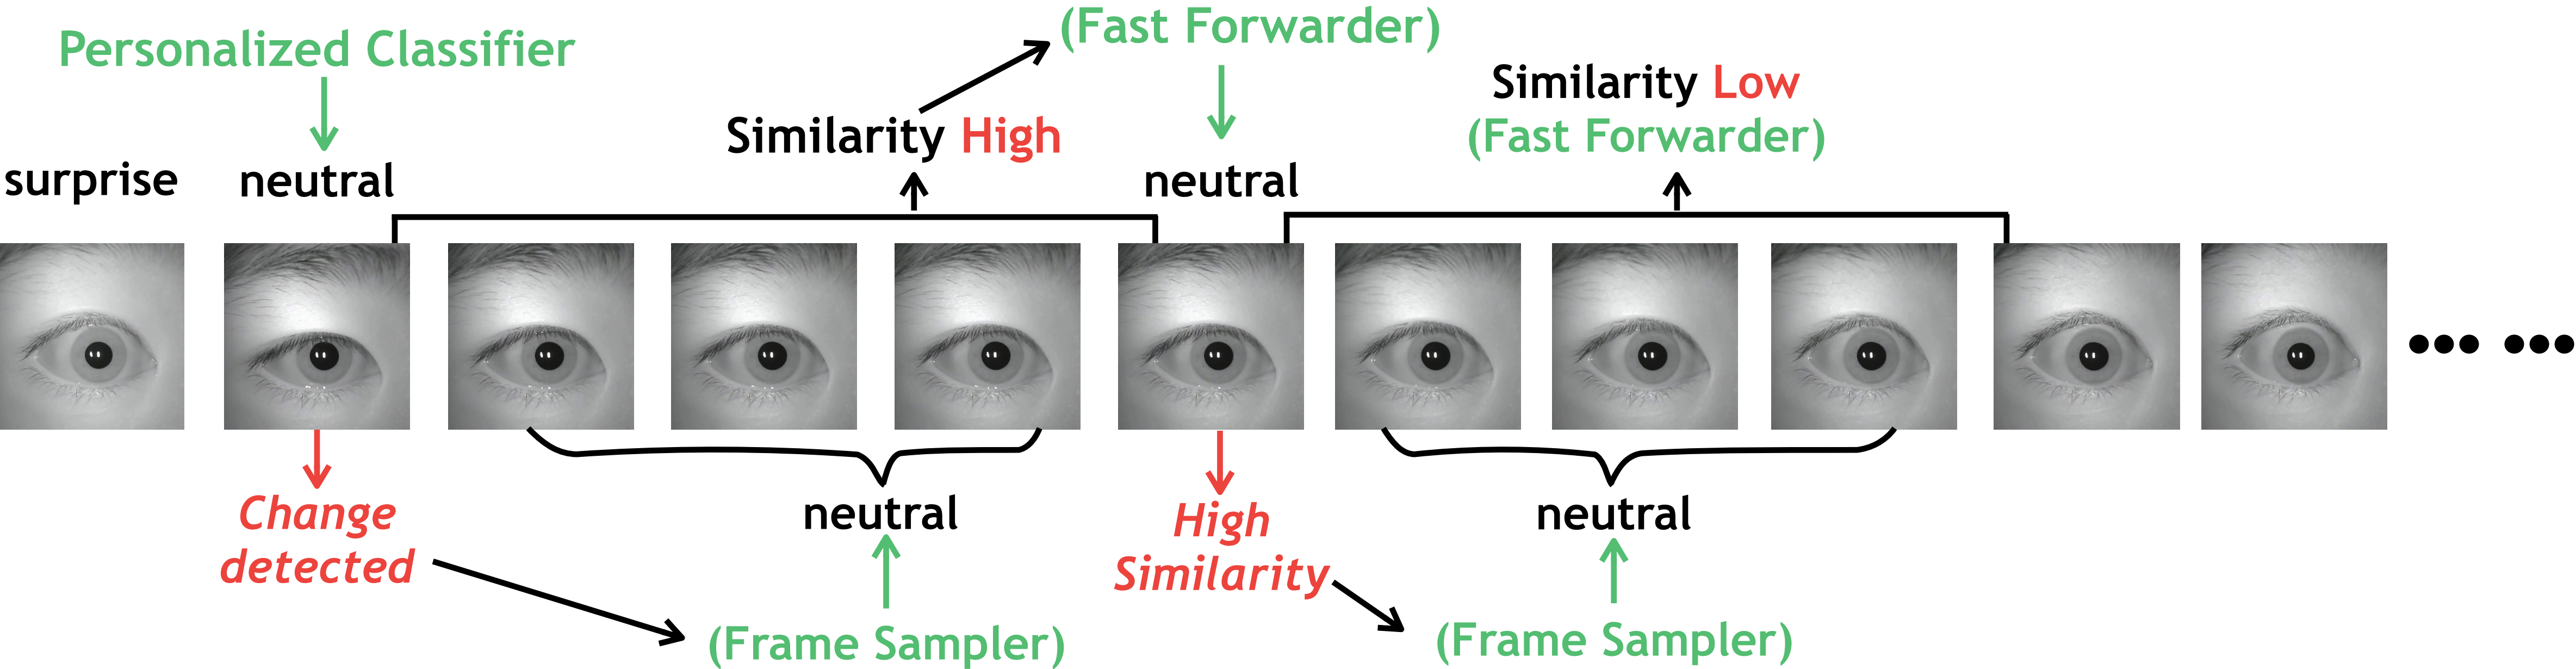 Personalized Classifier
(Fast Forwarder)
Similarity Low
(Fast Forwarder)
Similarity High
surprise
neutral
neutral
Change
detected
neutral
(Frame Sampler)
High
Similarity
neutral
(Frame Sampler)